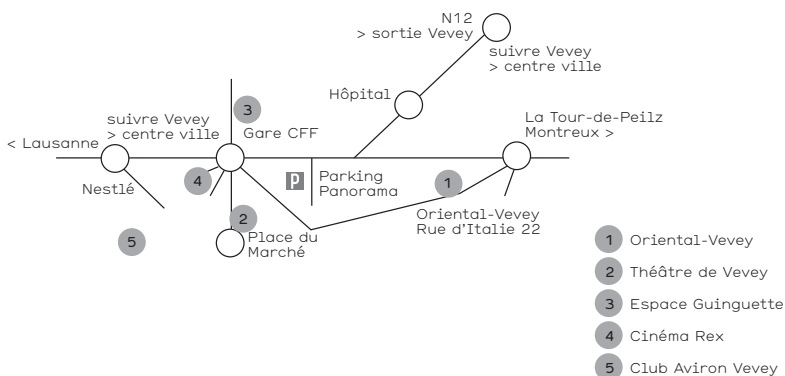 N12
> sortie Vevey
suivre Vevey
> centre ville
Hôpital
La Tour-de-Peilz
Montreux >
suivre Vevey
> centre ville
3
Gare CFF
< Lausanne
Nestlé
4
P
Parking
Panorama
1
Oriental-Vevey
Rue d'Italie 22
2
Place du
Marché
5
1 Oriental-Vevey
2 Théâtre de Vevey
3 Espace Guinguette
4 Cinéma Rex
5 Club Aviron Vevey